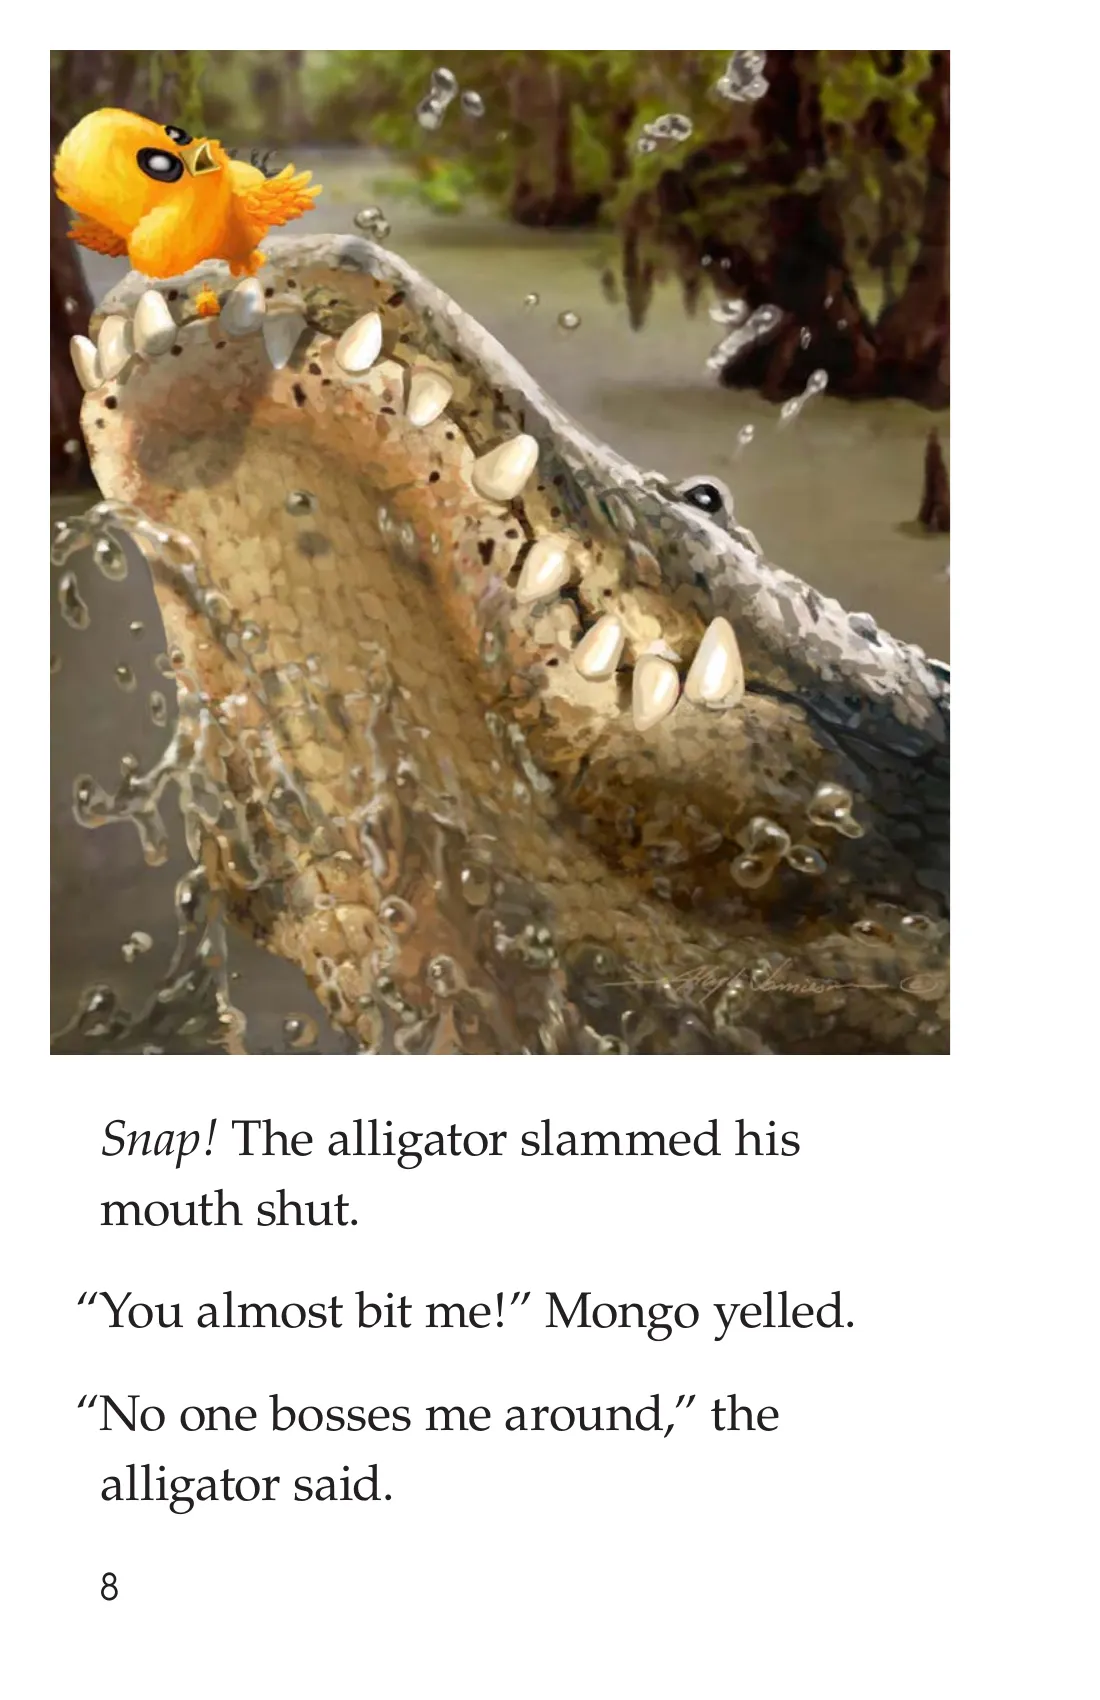 Snap! The alligator slammed his
mouth shut.
“You almost bit me!” Mongo yelled.
“No one bosses me around,” the
alligator said.
8